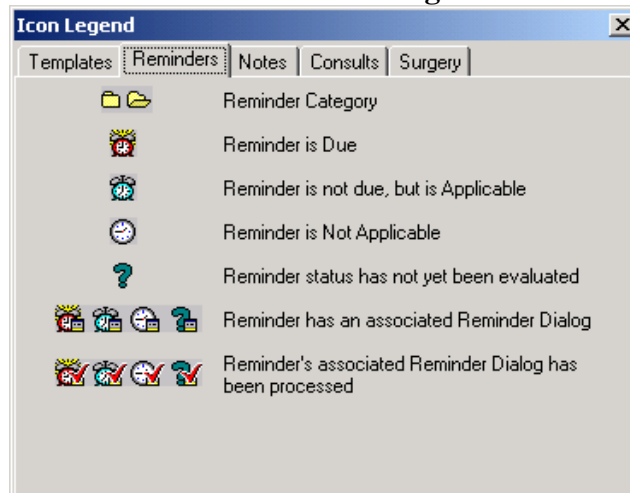 Icon Legend
Templates Reminders Notes Consults Surgery
Reminder Category
Reminder is Due
Reminder is not due, but is Applicable
Reminder is Not Applicable
Reminder status has not yet been evaluated
Reminder has an associated Reminder Dialog
Reminder's associated Reminder Dialog has
been processed